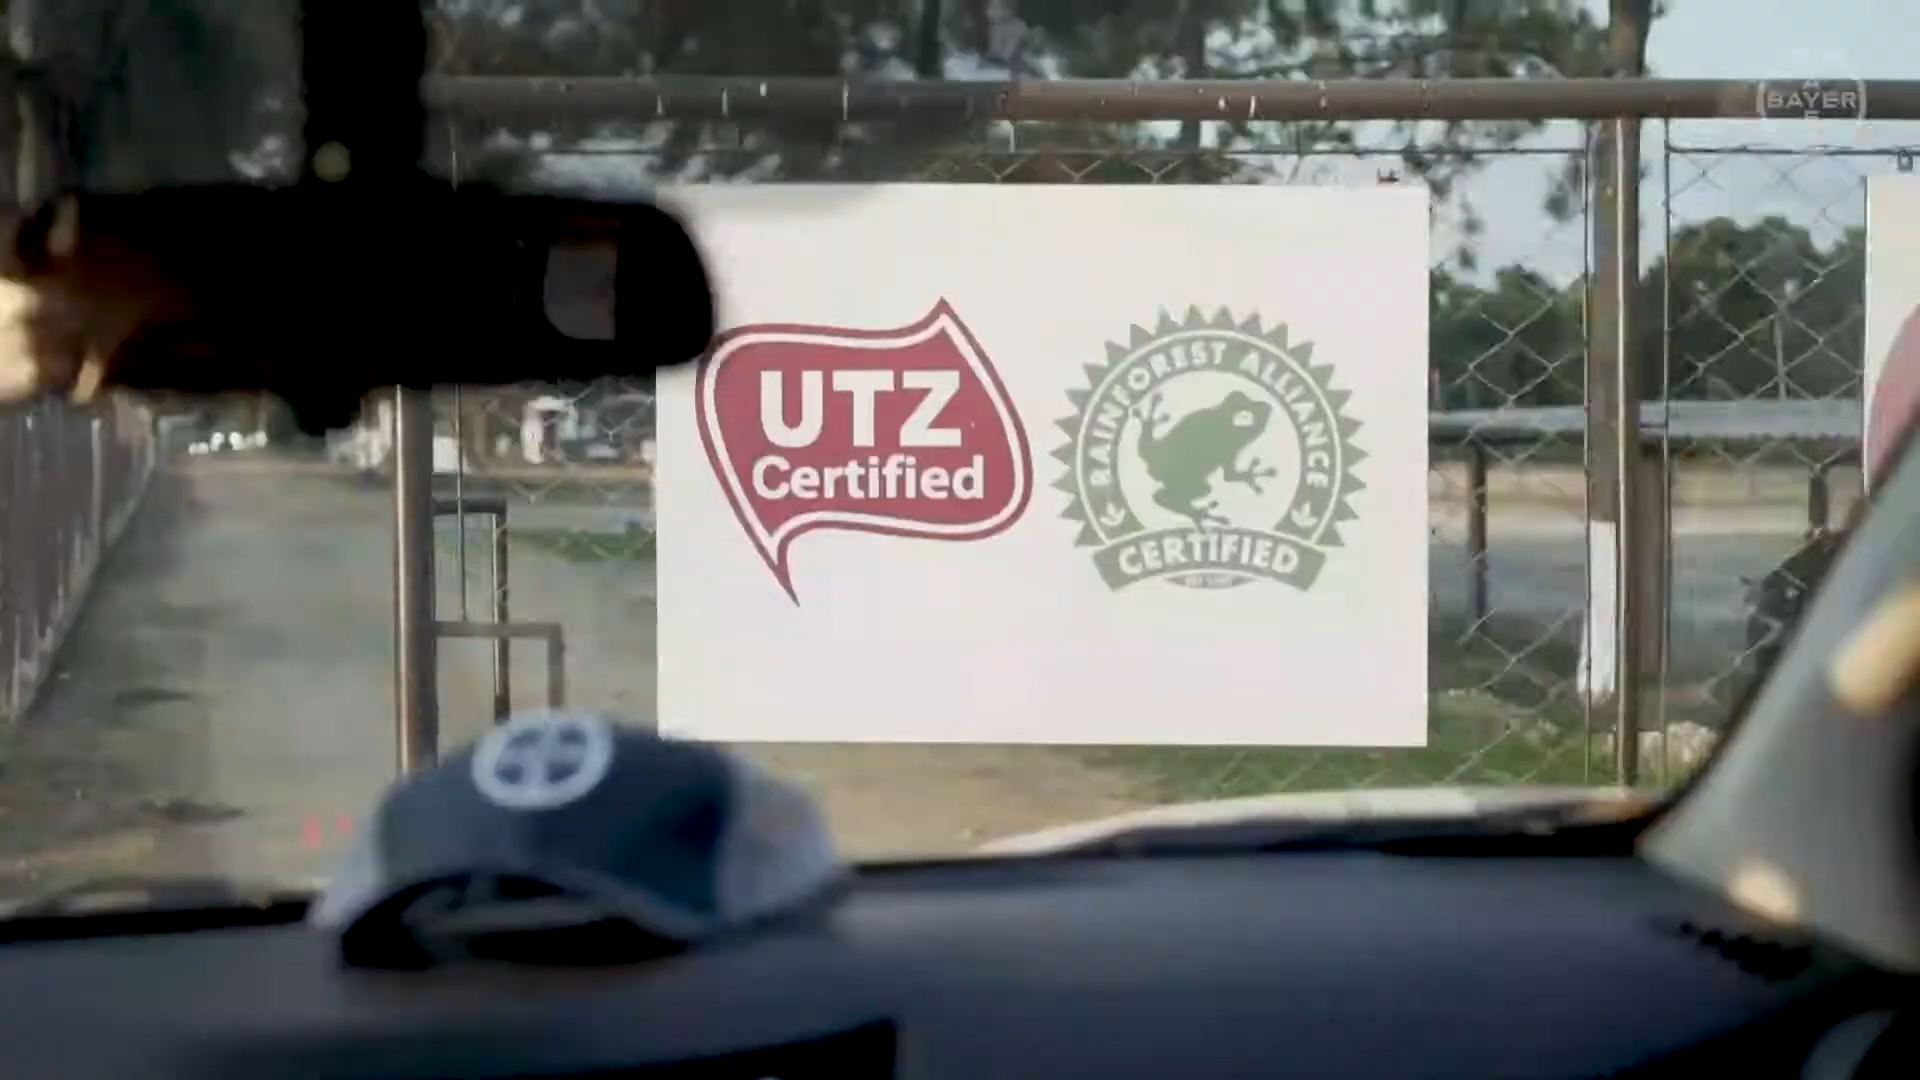 BAYER
UTZ
Certified
RAINFOREST ALLIANCE
CERTIFIED